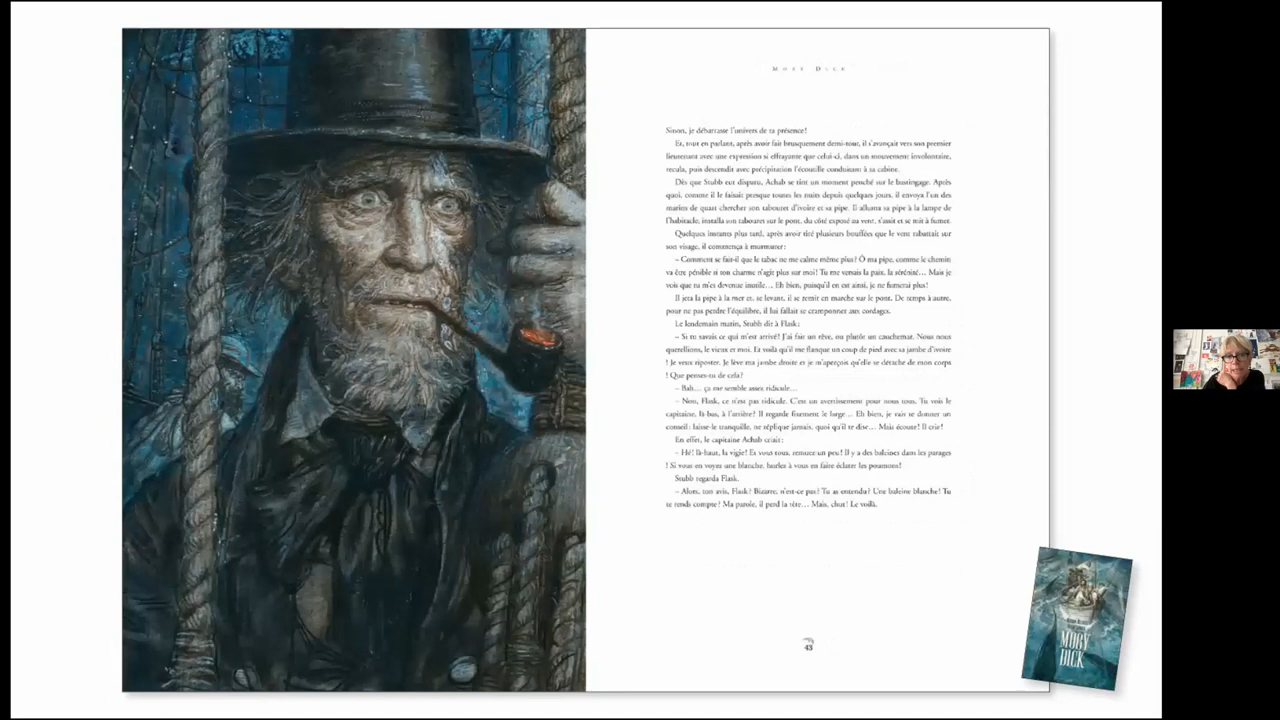 MOBY DICK
Sinon, je débarrasse l'univers de ta présence !
Et, tout en parlant, après avoir fait brusquement demi-tour, il s'avançait vers son premier
lieutenant avec une expression si effrayante que celui-ci, dans un mouvement involontaire,
recula, puis descendit avec précipitation l'écoutille conduisant à sa cabine.
Dès que Stubb eut disparu, Achab se tint un moment penché sur le bastingage. Après
quoi, comme il le faisait presque toutes les nuits depuis quelques jours, il envoya l'un des
marins de quart chercher son tabouret d'ivoire et sa pipe. Il alluma sa pipe à la lampe de
l'habitacle, installa son tabouret sur le pont, du côté exposé au vent, s'assit et se mit à fumer.
Quelques instants plus tard, après avoir tiré plusieurs bouffées que le vent rabattait sur
son visage, il commença à murmurer :
– Comment se fait-il que le tabac ne me calme même plus ? Ô ma pipe, comme le chemin
va être pénible si ton charme n'agit plus sur moi ! Tu me versais la paix, la sérénité… Mais je
vois que tu m'es devenue inutile… Eh bien, puisqu'il en est ainsi, je ne fumerai plus !
Il jeta la pipe à la mer et, se levant, il se remit en marche sur le pont. De temps à autre,
pour ne pas perdre l'équilibre, il lui fallait se cramponner aux cordages.
Le lendemain matin, Stubb dit à Flask :
– Si tu savais ce qui m'est arrivé ! J'ai fait un rêve, ou plutôt un cauchemar. Nous nous
querellions, le vieux et moi. Et voilà qu'il me flanque un coup de pied avec sa jambe d'ivoire
! Je veux riposter. Je lève ma jambe droite et je m'aperçois qu'elle se détache de mon corps
! Que penses-tu de cela ?
– Bah… ça me semble assez ridicule…
– Non, Flask, ce n'est pas ridicule. C'est un avertissement pour nous tous. Tu vois le
capitaine, là-bas, à l'arrière ? Il regarde fixement le large… Eh bien, je vais te donner un
conseil : laisse-le tranquille, ne réplique jamais, quoi qu'il te dise… Mais écoute ! Il crie !
En effet, le capitaine Achab criait :
– Hé ! là-haut, la vigie ! Et vous tous, remuez un peu ! Il y a des baleines dans les parages
! Si vous en voyez une blanche, hurlez à vous en faire éclater les poumons !
Stubb regarda Flask.
– Alors, ton avis, Flask ? Bizarre, n'est-ce pas ? Tu as entendu ? Une baleine blanche ! Tu
te rends compte ? Ma parole, il perd la tête… Mais, chut ! Le voilà.
43
MOBY
DICK